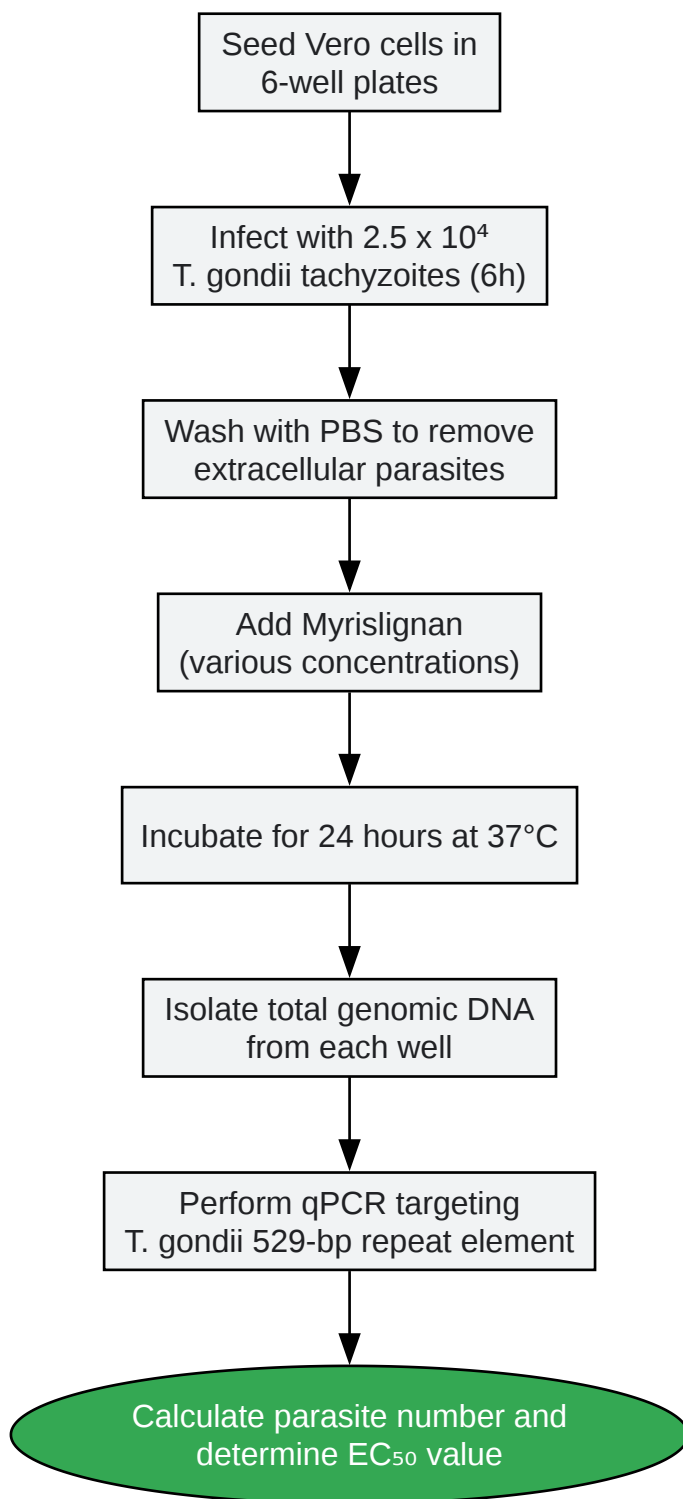 Seed Vero cells in
6-well plates
Infect with 2.5 x 10⁴
T. gondii tachyzoites (6h)
Wash with PBS to remove
extracellular parasites
Add Myrislignan
(various concentrations)
Incubate for 24 hours at 37°C
Isolate total genomic DNA
from each well
Perform qPCR targeting
T. gondii 529-bp repeat element
Calculate parasite number and
determine EC₅₀ value